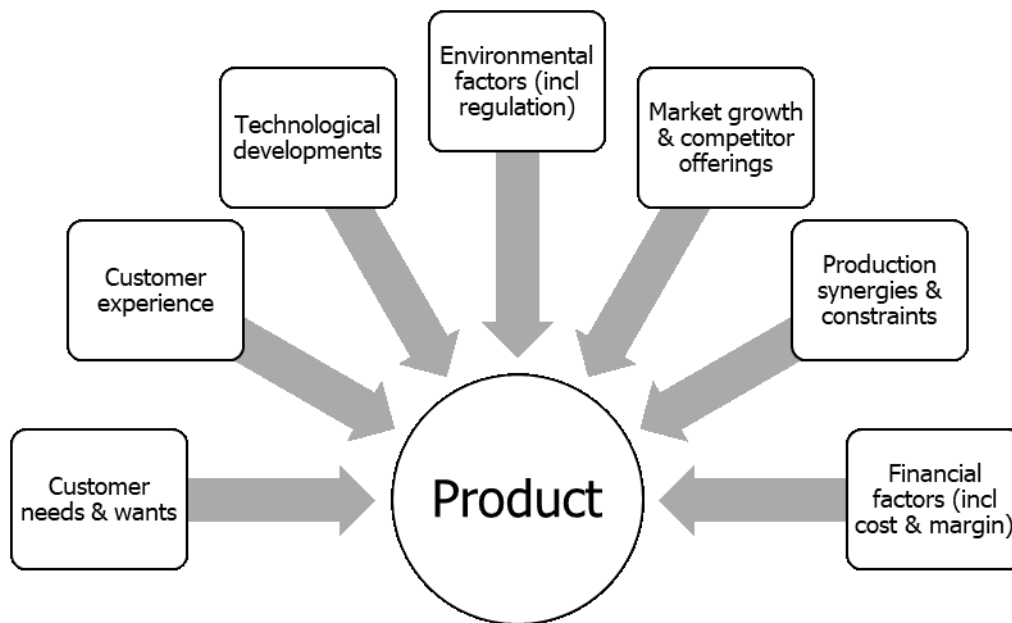 Environmental
factors (incl
regulation)
Technological
developments
Market growth
& competitor
offerings
Customer
experience
Production
synergies &
constraints
Customer
needs & wants
Product
Financial
factors (incl
cost & margin)